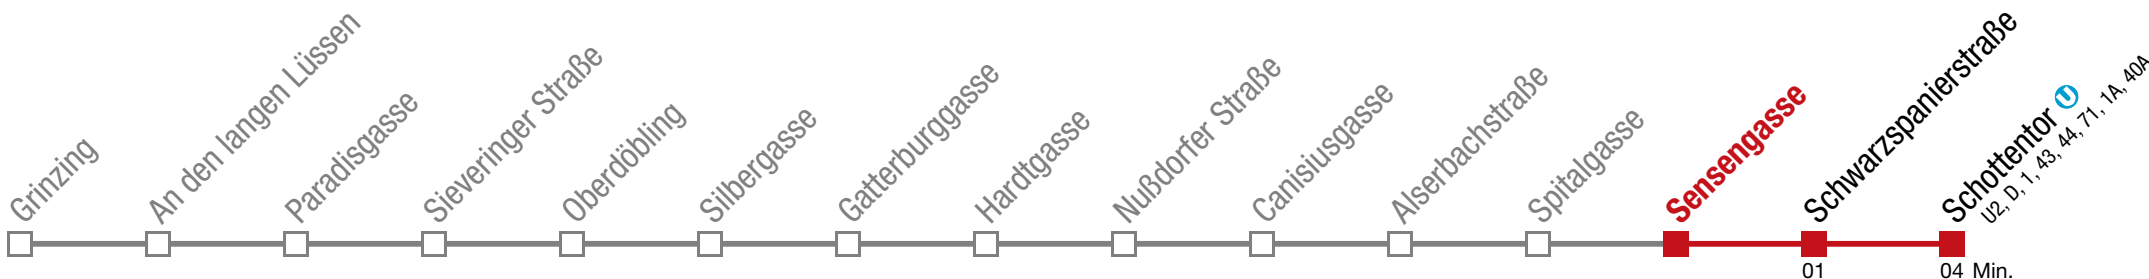 Grinzing
An den langen Lüssen
Paradisgasse
Sieveringer Straße
Oberdöbling
Silbergasse
Gatterburggasse
Hardtgasse
Nußdorfer Straße
Canisiusgasse
Alserbachstraße
Spitalgasse
Sensengasse
Schwarzspanierstraße
Schottentor U
U2, D, 1, 43, 44, 71, 1A, 40A
01
04 Min.